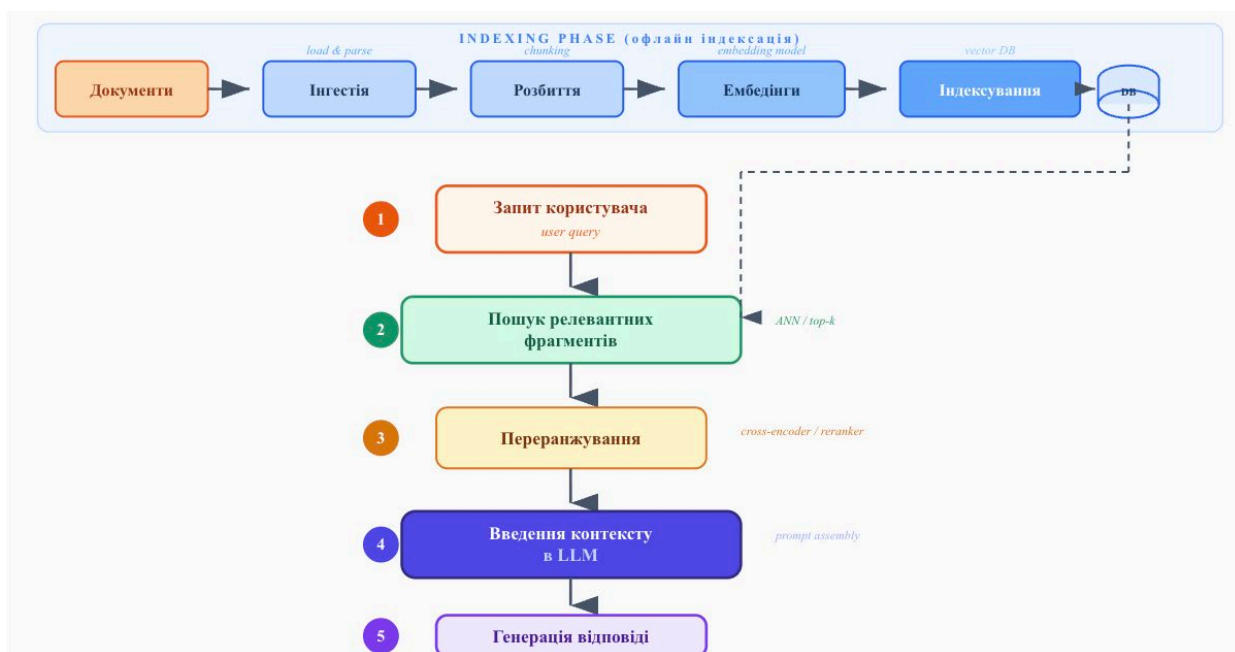 INDEXING PHASE (офлайн індексація)
load & parse
chunking
embedding model
vector DB
Документи
Інгестія
Розбиття
Ембедінги
Індексування
DB
1
Запит користувача
user query
2
Пошук релевантних
фрагментів
ANN / top-k
3
Переранжування
cross-encoder / reranker
4
Введення контексту
в LLM
prompt assembly
5
Генерація відповіді